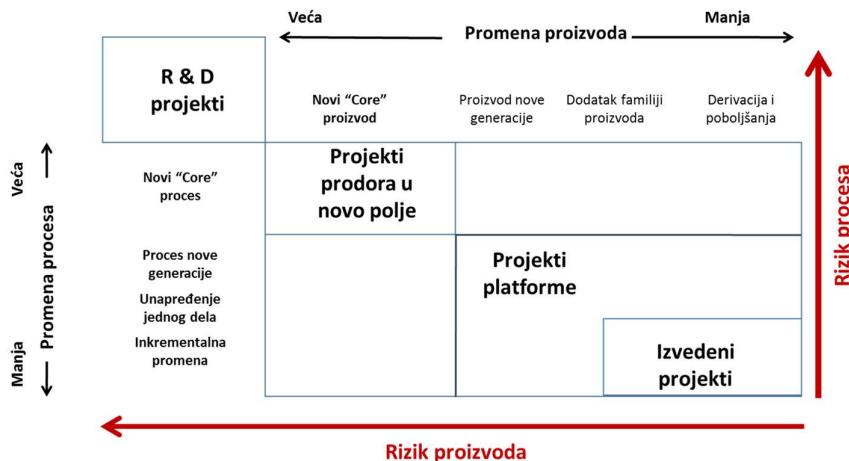 Veća
Promena proizvoda
Manja
R & D
projekti
Novi “Core”
proizvod
Proizvod nove
generacije
Dodatak familiji
proizvoda
Derivacija i
poboljšanja
Veća
Promena procesa
Manja
Novi “Core”
proces
Projekti
prodora u
novo polje
Proces nove
generacije
Unapređenje
jednog dela
Inkrementalna
promena
Projekti
platforme
Izvedeni
projekti
Rizik procesa
Rizik proizvoda